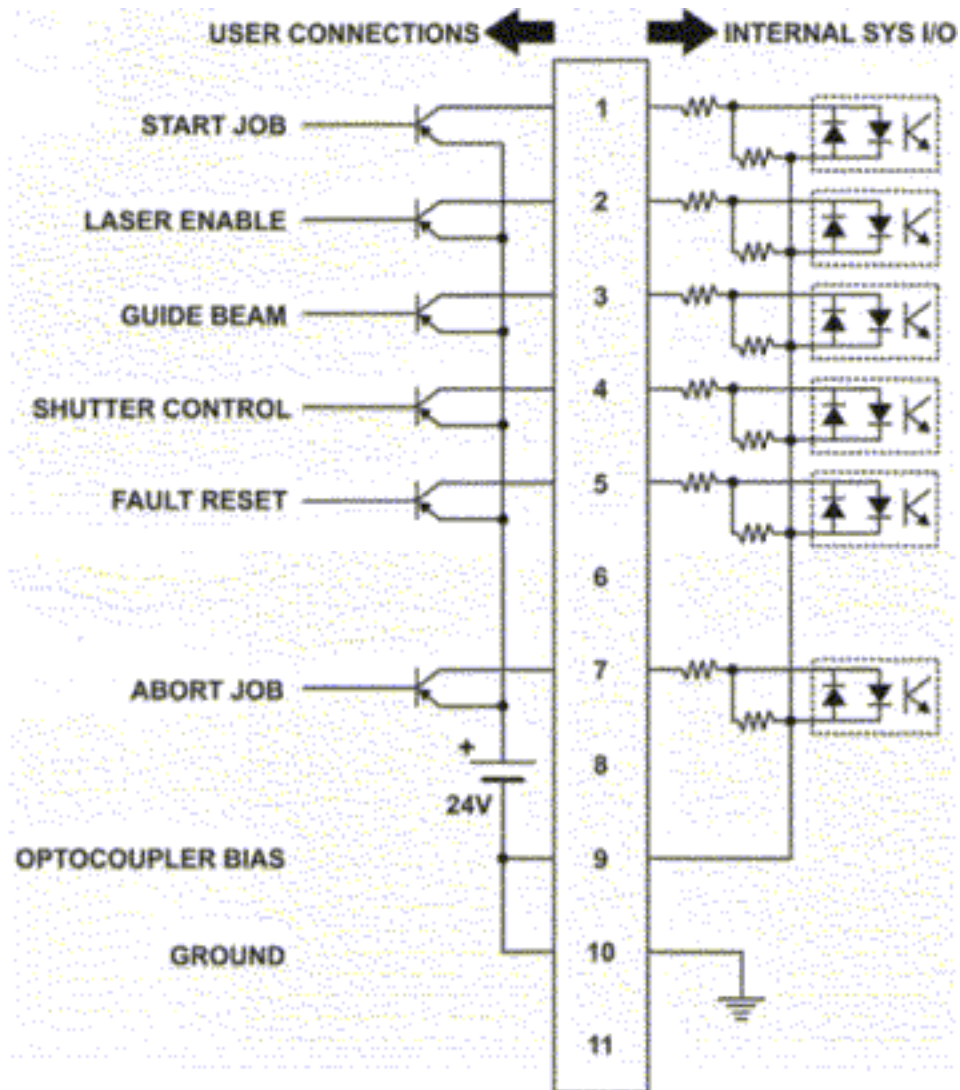 USER CONNECTIONS INTERNAL SYS I/O
START JOB 1
LASER ENABLE 2
GUIDE BEAM 3
SHUTTER CONTROL 4
FAULT RESET 5
6
ABORT JOB 7
+ 8
24V
OPTOCOUPLER BIAS 9
GROUND 10
11